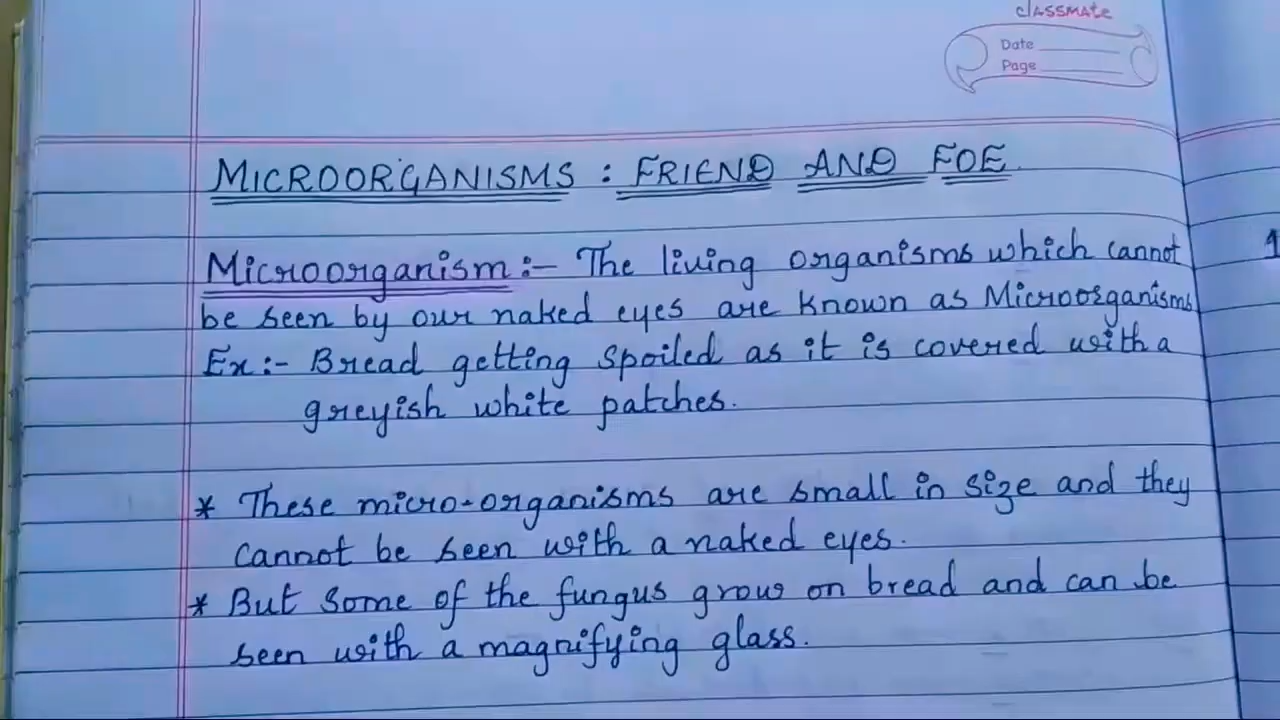 classmate
Date
Page
MICROORGANISMS : FRIEND AND FOE.
Microorganism :- The living organisms which cannot
be seen by our naked eyes are known as Microorganisms
Ex :- Bread getting spoiled as it is covered with a
greyish white patches.
* These micro-organisms are small in size and they
cannot be seen with a naked eyes.
* But some of the fungus grow on bread and can be
seen with a magnifying glass.
1